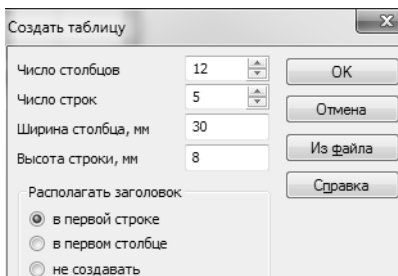 Создать таблицу
Число столбцов 12 OK
Число строк 5 Отмена
Ширина столбца, мм 30
Высота строки, мм 8 Из файла
Располагать заголовок Справка
в первой строке
в первом столбце
не создавать